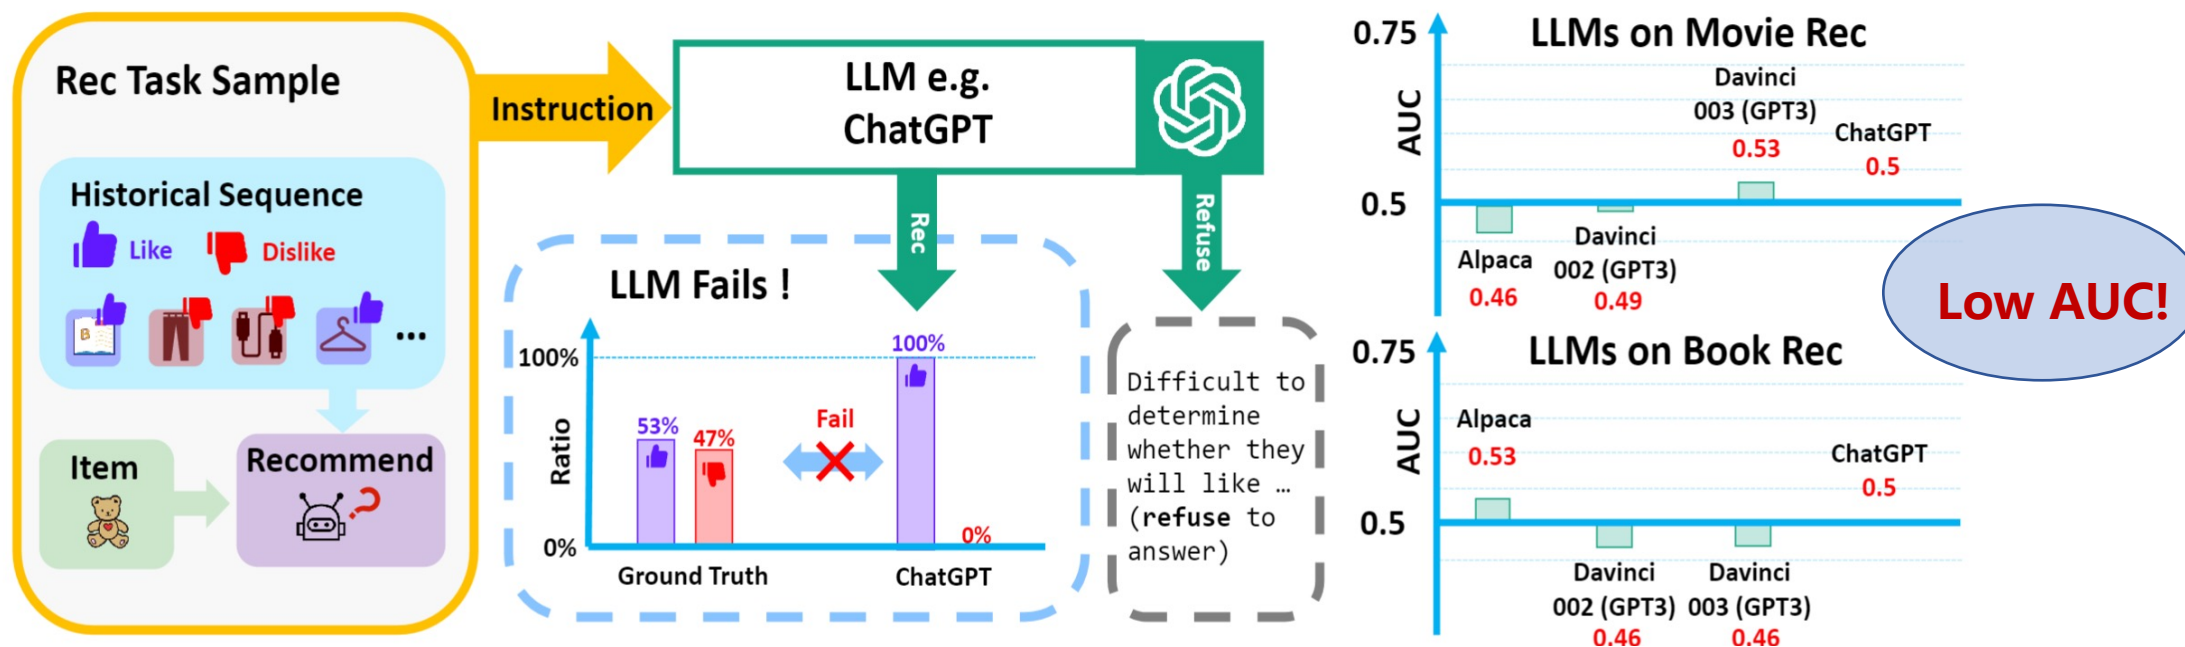 Rec Task Sample
Historical Sequence
Like
Dislike
B
...
Item
Recommend
?
Instruction
LLM e.g.
ChatGPT
Rec
Refuse
LLM Fails !
100%
0%
Ratio
53%
47%
Fail
100%
0%
Ground Truth
ChatGPT
Difficult to
determine
whether they
will like …
(refuse to
answer)
LLMs on Movie Rec
0.75
0.5
AUC
Davinci
003 (GPT3)
0.53
ChatGPT
0.5
Alpaca
0.46
Davinci
002 (GPT3)
0.49
Low AUC!
LLMs on Book Rec
0.75
0.5
AUC
Alpaca
0.53
ChatGPT
0.5
Davinci
002 (GPT3)
0.46
Davinci
003 (GPT3)
0.46